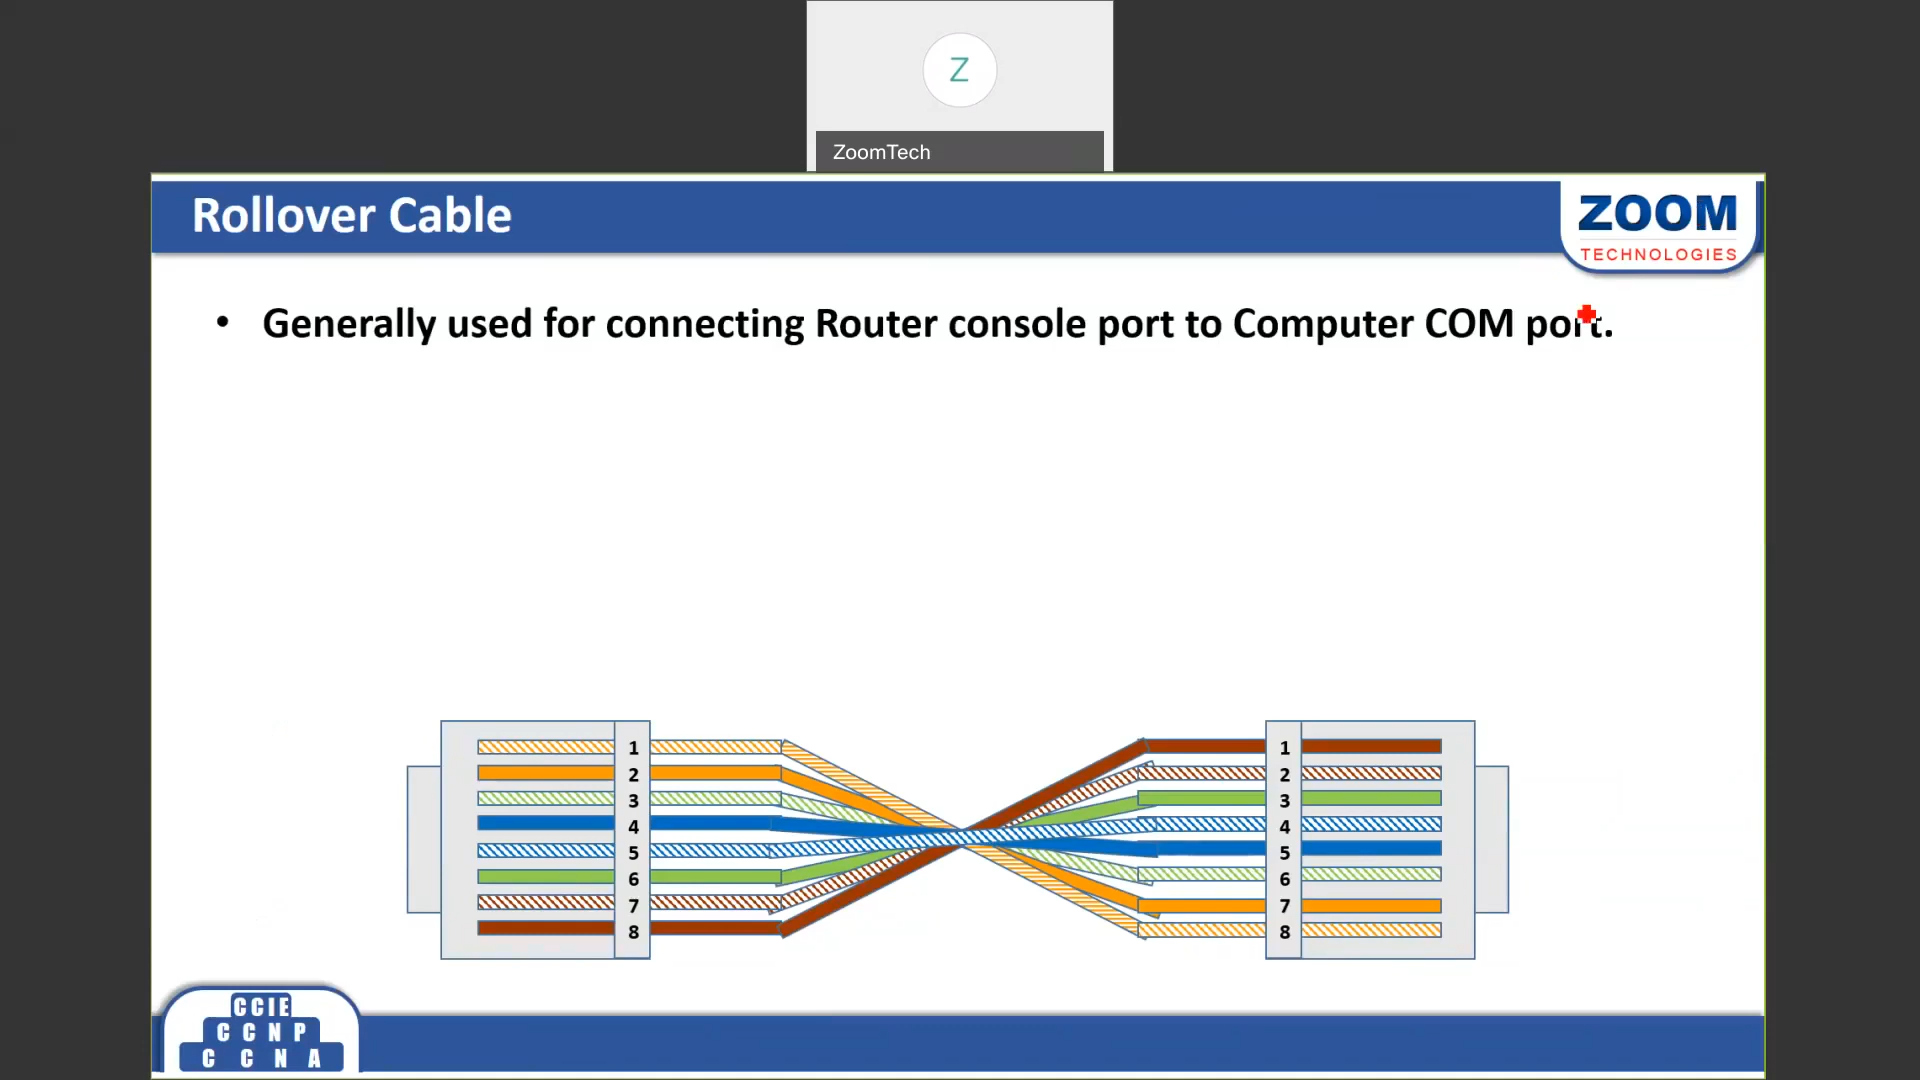 Z
ZoomTech
Rollover Cable
ZOOM
TECHNOLOGIES
• Generally used for connecting Router console port to Computer COM port.
1 1
2 2
3 3
4 4
5 5
6 6
7 7
8 8
CCIE
CCNP
CCNA